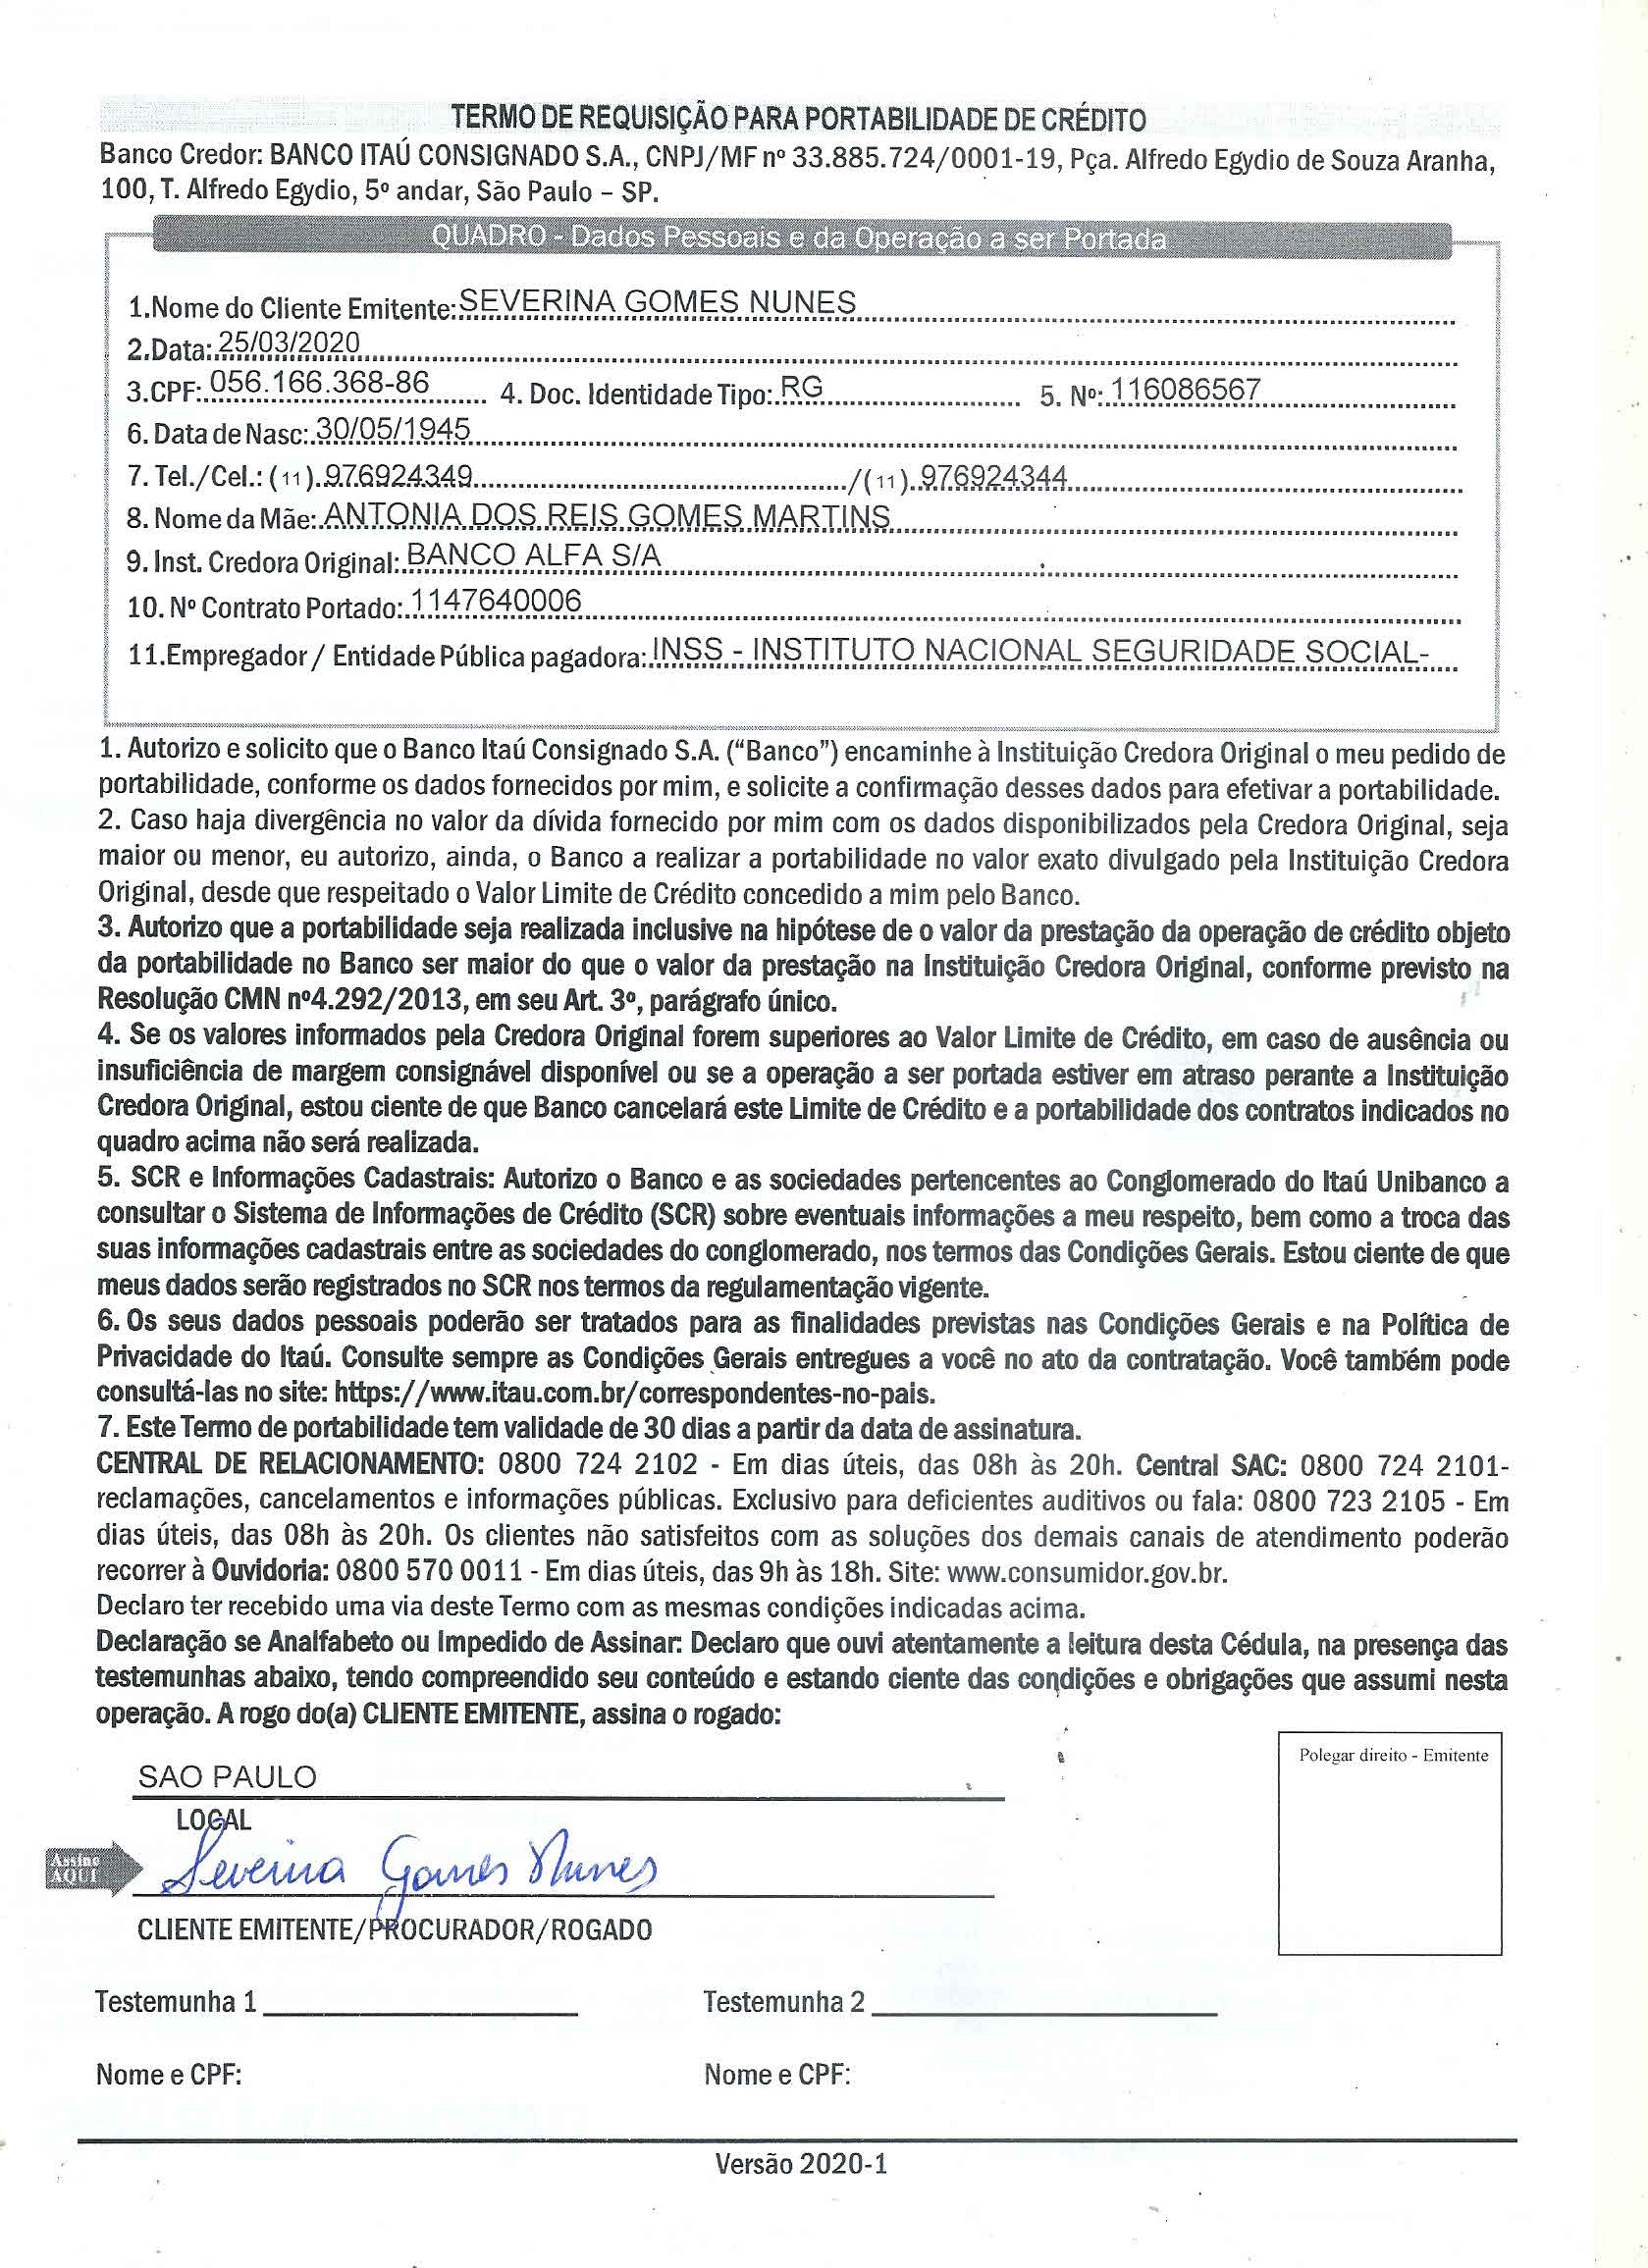 TERMO DE REQUISIÇÃO PARA PORTABILIDADE DE CRÉDITO
Banco Credor: BANCO ITAÚ CONSIGNADO S.A., CNPJ/MF nº 33.885.724/0001-19, Pça. Alfredo Egydio de Souza Aranha,
100, T. Alfredo Egydio, 5º andar, São Paulo – SP.
QUADRO - Dados Pessoais e da Operação a ser Portada
1.Nome do Cliente Emitente: SEVERINA GOMES NUNES
2.Data: 25/03/2020
3.CPF: 056.166.368-86 4. Doc. Identidade Tipo: RG 5. Nº: 116086567
6. Data de Nasc: 30/05/1945
7. Tel./Cel.: (11) 976924349 /(11) 976924344
8. Nome da Mãe: ANTONIA DOS REIS GOMES MARTINS
9. Inst. Credora Original: BANCO ALFA S/A
10. Nº Contrato Portado: 1147640006
11.Empregador / Entidade Pública pagadora: INSS - INSTITUTO NACIONAL SEGURIDADE SOCIAL-
1. Autorizo e solicito que o Banco Itaú Consignado S.A. (“Banco”) encaminhe à Instituição Credora Original o meu pedido de
portabilidade, conforme os dados fornecidos por mim, e solicite a confirmação desses dados para efetivar a portabilidade.
2. Caso haja divergência no valor da dívida fornecido por mim com os dados disponibilizados pela Credora Original, seja
maior ou menor, eu autorizo, ainda, o Banco a realizar a portabilidade no valor exato divulgado pela Instituição Credora
Original, desde que respeitado o Valor Limite de Crédito concedido a mim pelo Banco.
3. Autorizo que a portabilidade seja realizada inclusive na hipótese de o valor da prestação da operação de crédito objeto
da portabilidade no Banco ser maior do que o valor da prestação na Instituição Credora Original, conforme previsto na
Resolução CMN nº4.292/2013, em seu Art. 3º, parágrafo único.
4. Se os valores informados pela Credora Original forem superiores ao Valor Limite de Crédito, em caso de ausência ou
insuficiência de margem consignável disponível ou se a operação a ser portada estiver em atraso perante a Instituição
Credora Original, estou ciente de que Banco cancelará este Limite de Crédito e a portabilidade dos contratos indicados no
quadro acima não será realizada.
5. SCR e Informações Cadastrais: Autorizo o Banco e as sociedades pertencentes ao Conglomerado do Itaú Unibanco a
consultar o Sistema de Informações de Crédito (SCR) sobre eventuais informações a meu respeito, bem como a troca das
suas informações cadastrais entre as sociedades do conglomerado, nos termos das Condições Gerais. Estou ciente de que
meus dados serão registrados no SCR nos termos da regulamentação vigente.
6. Os seus dados pessoais poderão ser tratados para as finalidades previstas nas Condições Gerais e na Política de
Privacidade do Itaú. Consulte sempre as Condições Gerais entregues a você no ato da contratação. Você também pode
consultá-las no site: https://www.itau.com.br/correspondentes-no-pais.
7. Este Termo de portabilidade tem validade de 30 dias a partir da data de assinatura.
CENTRAL DE RELACIONAMENTO: 0800 724 2102 - Em dias úteis, das 08h às 20h. Central SAC: 0800 724 2101-
reclamações, cancelamentos e informações públicas. Exclusivo para deficientes auditivos ou fala: 0800 723 2105 - Em
dias úteis, das 08h às 20h. Os clientes não satisfeitos com as soluções dos demais canais de atendimento poderão
recorrer à Ouvidoria: 0800 570 0011 - Em dias úteis, das 9h às 18h. Site: www.consumidor.gov.br.
Declaro ter recebido uma via deste Termo com as mesmas condições indicadas acima.
Declaração se Analfabeto ou Impedido de Assinar: Declaro que ouvi atentamente a leitura desta Cédula, na presença das
testemunhas abaixo, tendo compreendido seu conteúdo e estando ciente das condições e obrigações que assumi nesta
operação. A rogo do(a) CLIENTE EMITENTE, assina o rogado:
Polegar direito - Emitente
SAO PAULO
LOCAL
Assine
AQUI
Severina Gomes Nunes
CLIENTE EMITENTE/PROCURADOR/ROGADO
Testemunha 1 Testemunha 2
Nome e CPF: Nome e CPF:
Versão 2020-1